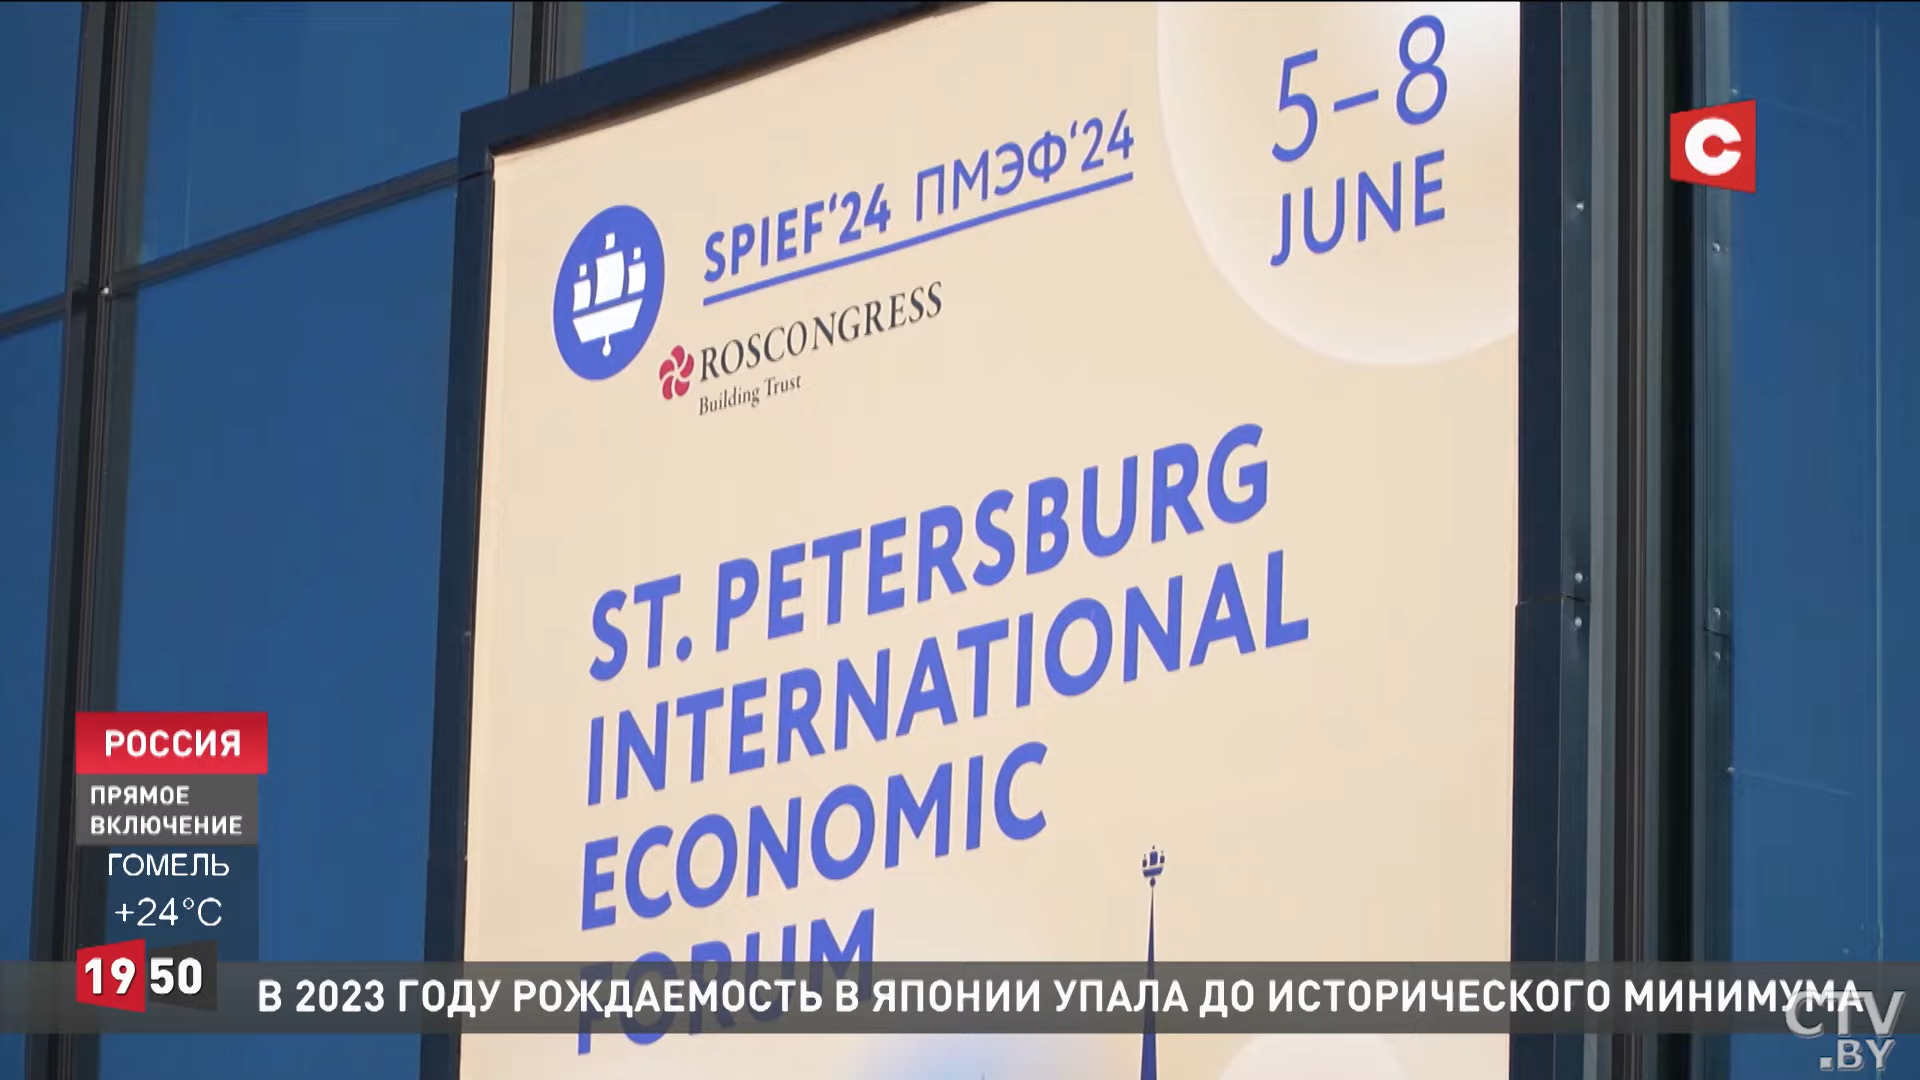 5–8
JUNE
SPIEF‘24 ПМЭФ‘24
ROSCONGRESS
Building Trust
C
ST. PETERSBURG
INTERNATIONAL
ECONOMIC
FORUM
РОССИЯ
ПРЯМОЕ
ВКЛЮЧЕНИЕ
ГОМЕЛЬ
+24°C
19 50
В 2023 ГОДУ РОЖДАЕМОСТЬ В ЯПОНИИ УПАЛА ДО ИСТОРИЧЕСКОГО МИНИМУМА
CTV
.BY